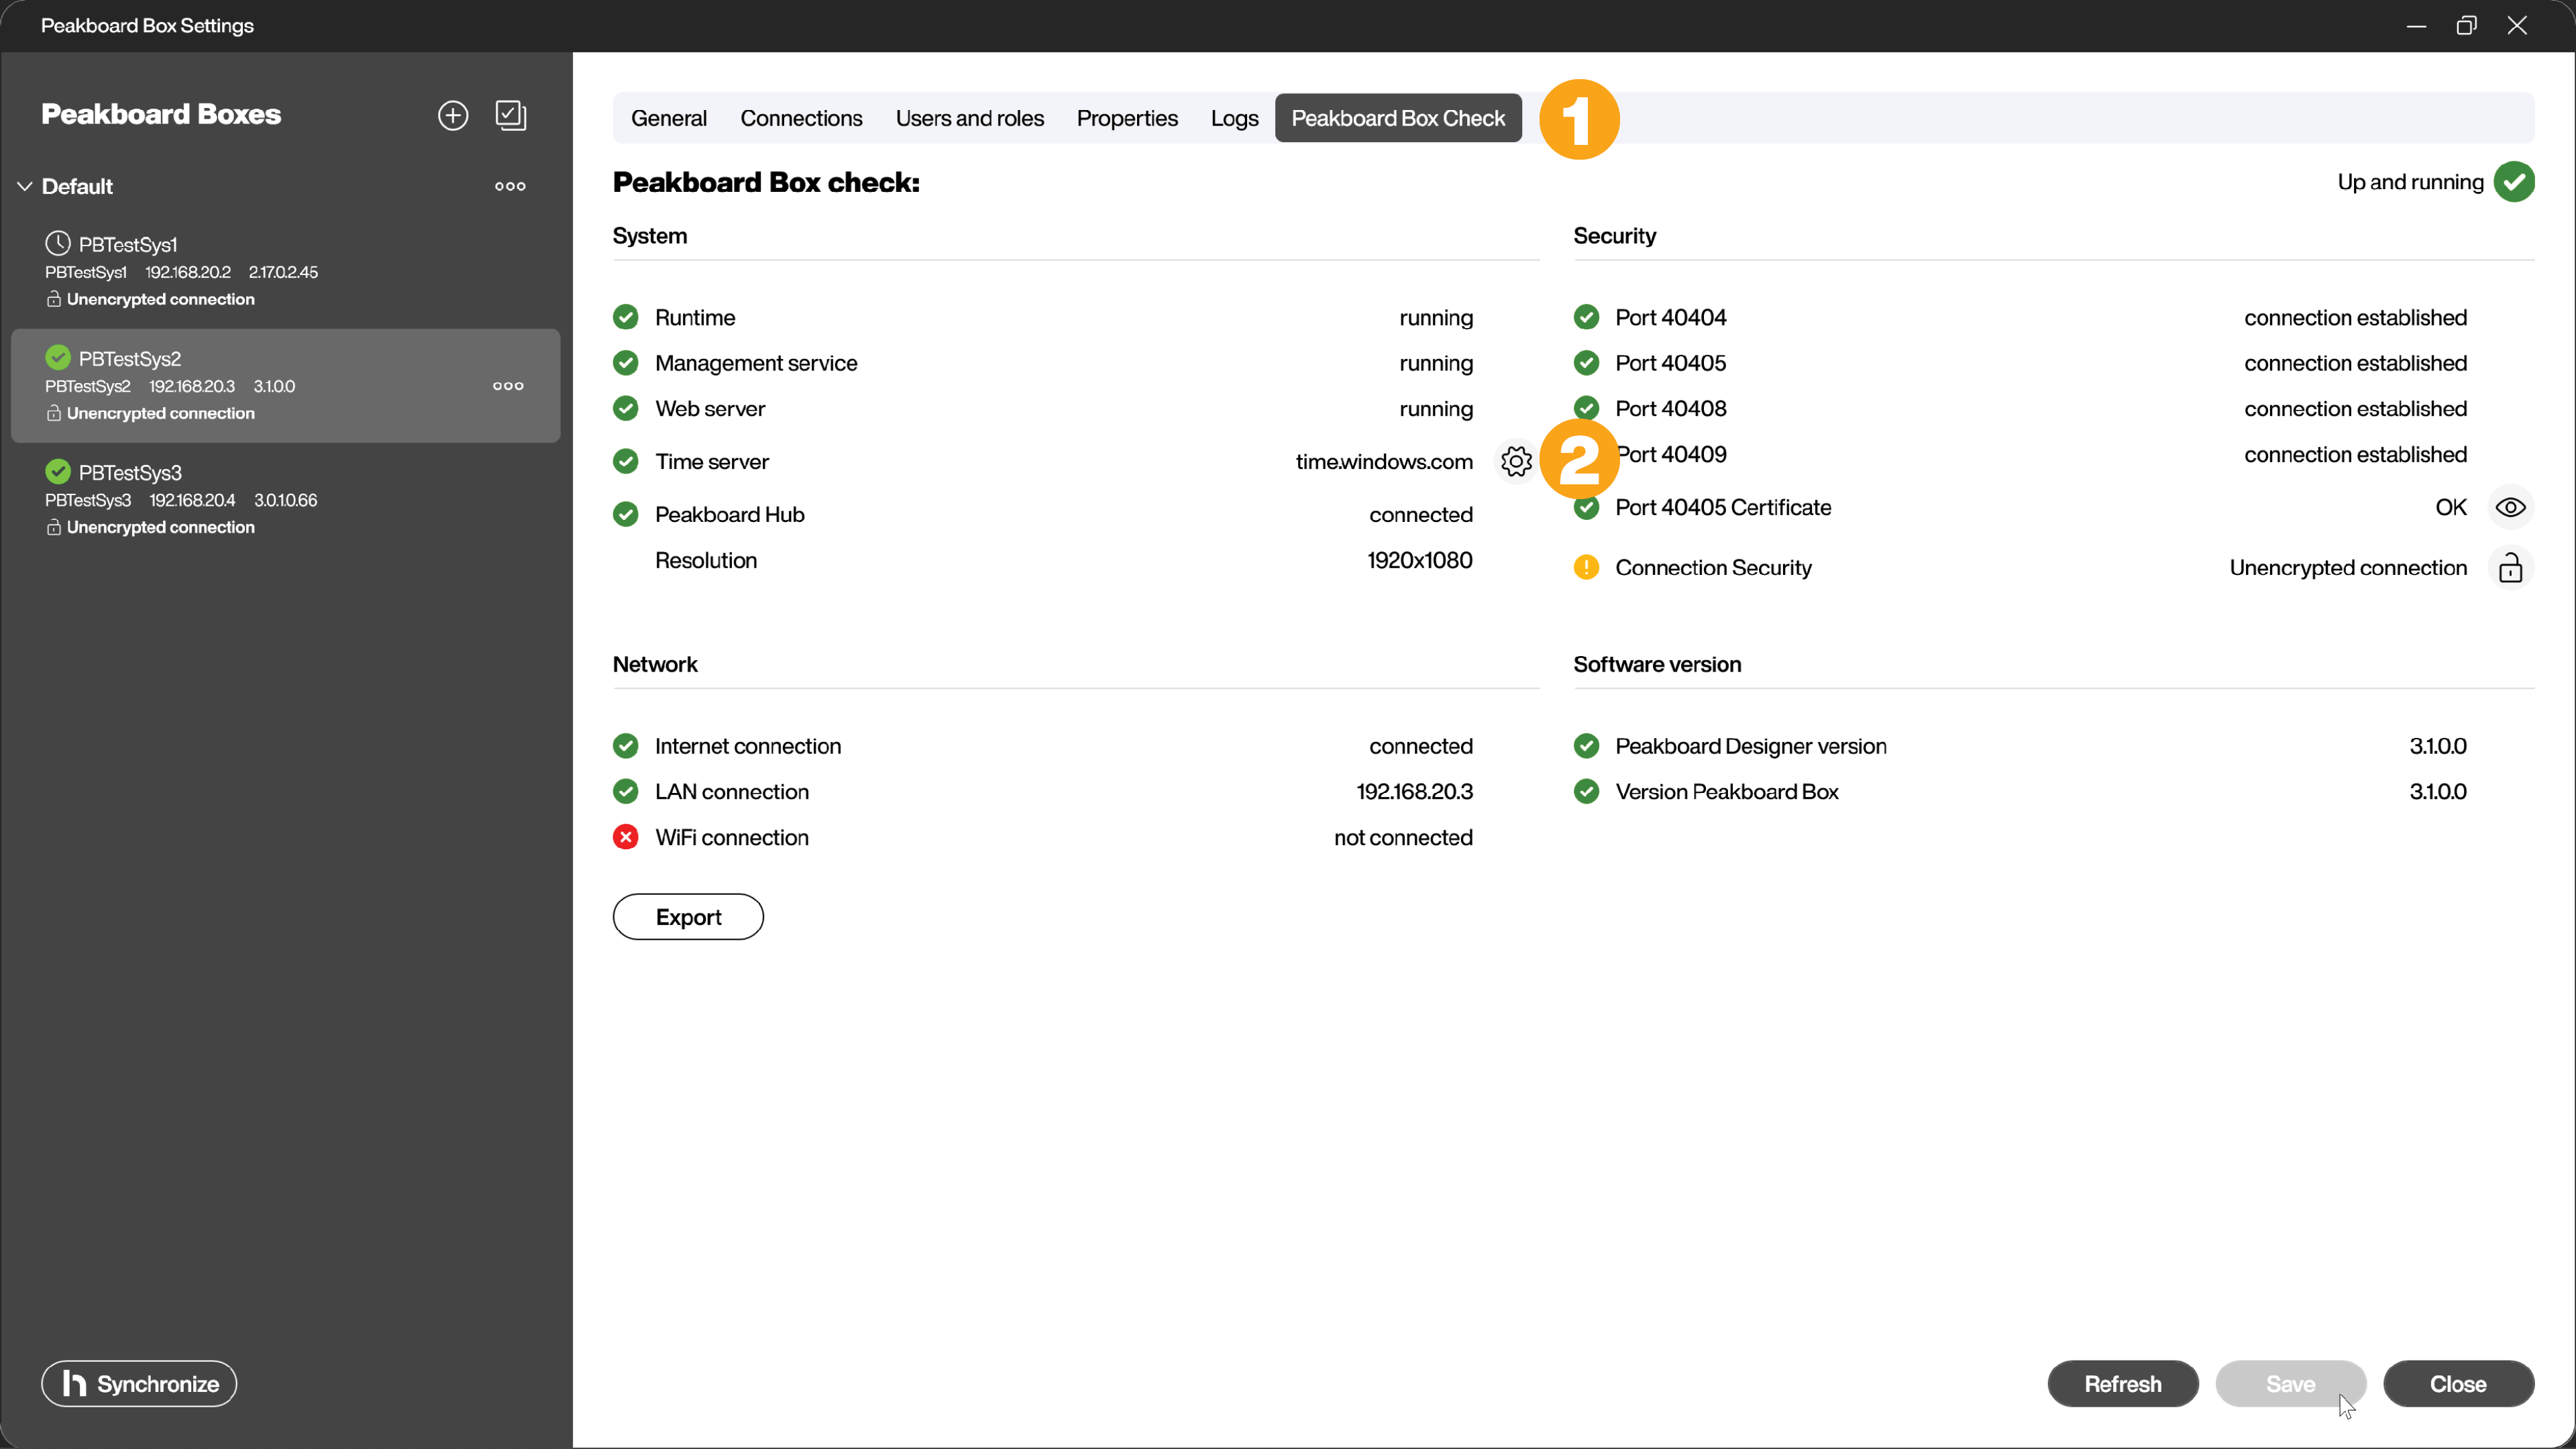 Peakboard Box Settings
Peakboard Boxes
Default
PBTestSys1
PBTestSys1 192.168.20.2 2.17.0.2.45
Unencrypted connection
PBTestSys2
PBTestSys2 192.168.20.3 3.1.0.0
Unencrypted connection
PBTestSys3
PBTestSys3 192.168.20.4 3.0.1.0.66
Unencrypted connection
Synchronize
General Connections Users and roles Properties Logs Peakboard Box Check 1
Peakboard Box check:
Up and running
System
Runtime running
Management service running
Web server running
Time server time.windows.com 2
Peakboard Hub connected
Resolution 1920x1080
Security
Port 40404 connection established
Port 40405 connection established
Port 40408 connection established
Port 40409 connection established
Port 40405 Certificate OK
Connection Security Unencrypted connection
Network
Internet connection connected
LAN connection 192.168.20.3
WiFi connection not connected
Software version
Peakboard Designer version 3.1.0.0
Version Peakboard Box 3.1.0.0
Export
Refresh Save Close